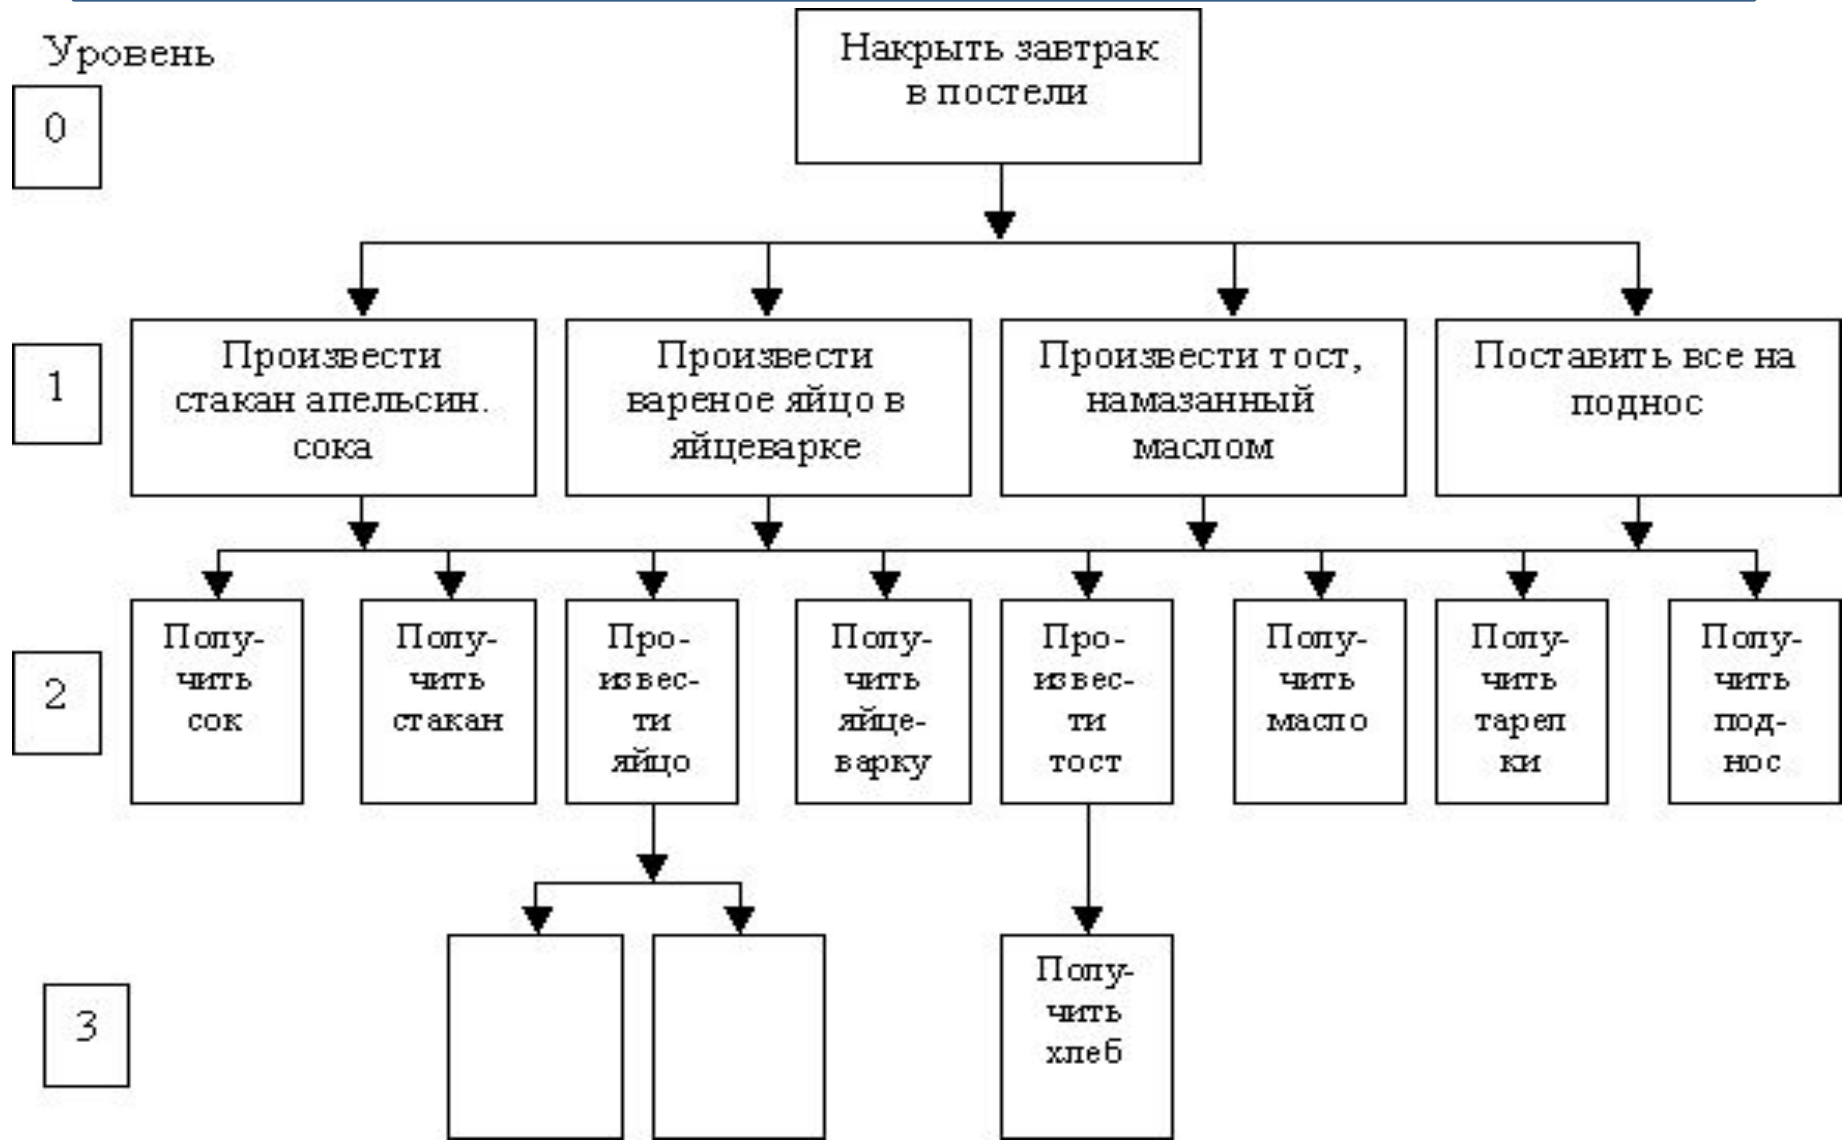 Уровень
Накрыть завтрак
в постели
0
Произвести
стакан апельсин.
сока
Произвести
вареное яйцо в
яйцеварке
Произвести тост,
намазанный
маслом
Поставить все на
поднос
1
Полу-
чить
сок
Полу-
чить
стакан
Про-
извес-
ти
яйцо
Полу-
чить
яйце-
варку
Про-
извес-
ти
тост
Полу-
чить
масло
Полу-
чить
тарел
ки
Полу-
чить
под-
нос
2
Полу-
чить
хлеб
3